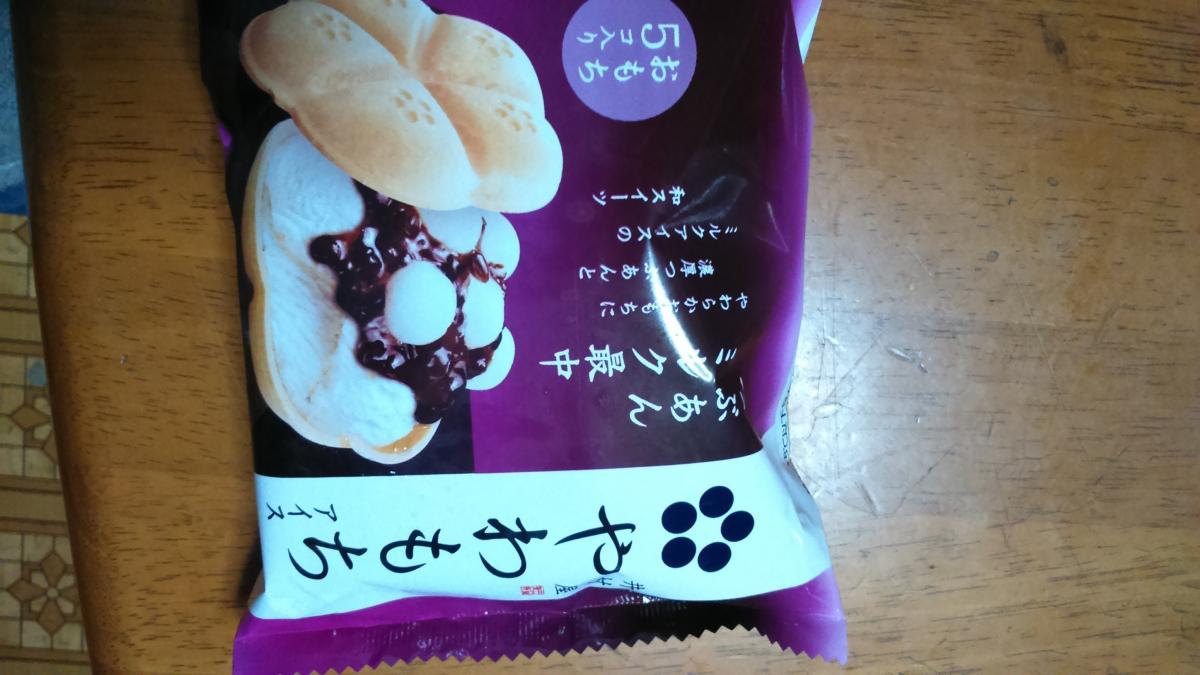 井村屋
やわもち
アイス
つぶあん
ミルク最中
やわらかおもちに
濃厚つぶあんと
ミルクアイスの
和スイーツ
おもち
5コ入り